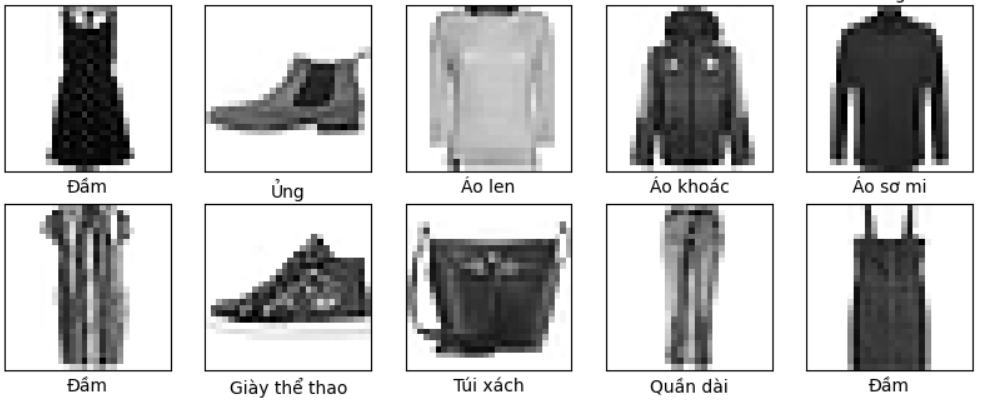 Đầm
Ủng
Áo len
Áo khoác
Áo sơ mi
Đầm
Giày thể thao
Túi xách
Quần dài
Đầm